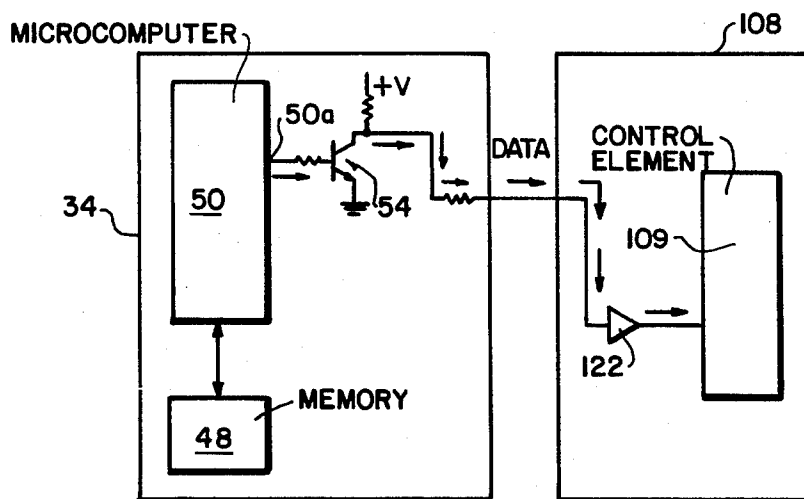 MICROCOMPUTER
108
+V
50a
DATA
CONTROL
ELEMENT
50
54
34
109
122
MEMORY
48